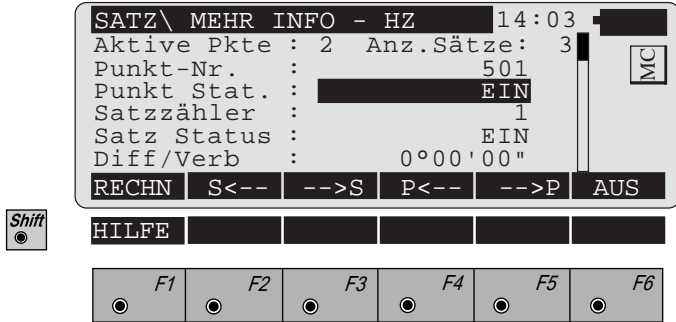 SATZ\ MEHR INFO - HZ 14:03
Aktive Pkte : 2 Anz.Sätze: 3
Punkt-Nr. : 501
Punkt Stat. : EIN
Satzzähler : 1
Satz Status : EIN
Diff/Verb : 0°00'00"
MC
RECHN S<-- -->S P<-- -->P AUS
Shift
HILFE
F1 F2 F3 F4 F5 F6